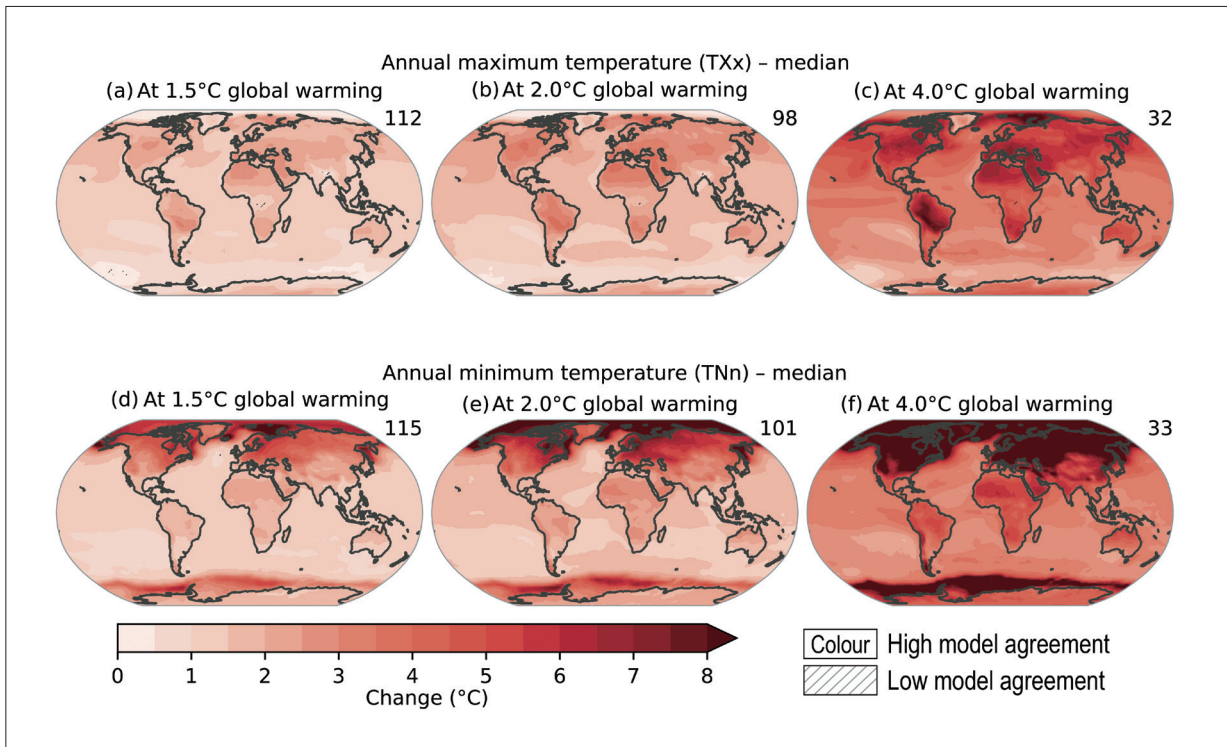 Annual maximum temperature (TXx) – median
(a) At 1.5°C global warming
(b) At 2.0°C global warming
(c) At 4.0°C global warming
112
98
32
Annual minimum temperature (TNn) – median
(d) At 1.5°C global warming
(e) At 2.0°C global warming
(f) At 4.0°C global warming
115
101
33
0 1 2 3 4 5 6 7 8
Change (°C)
Colour High model agreement
Low model agreement